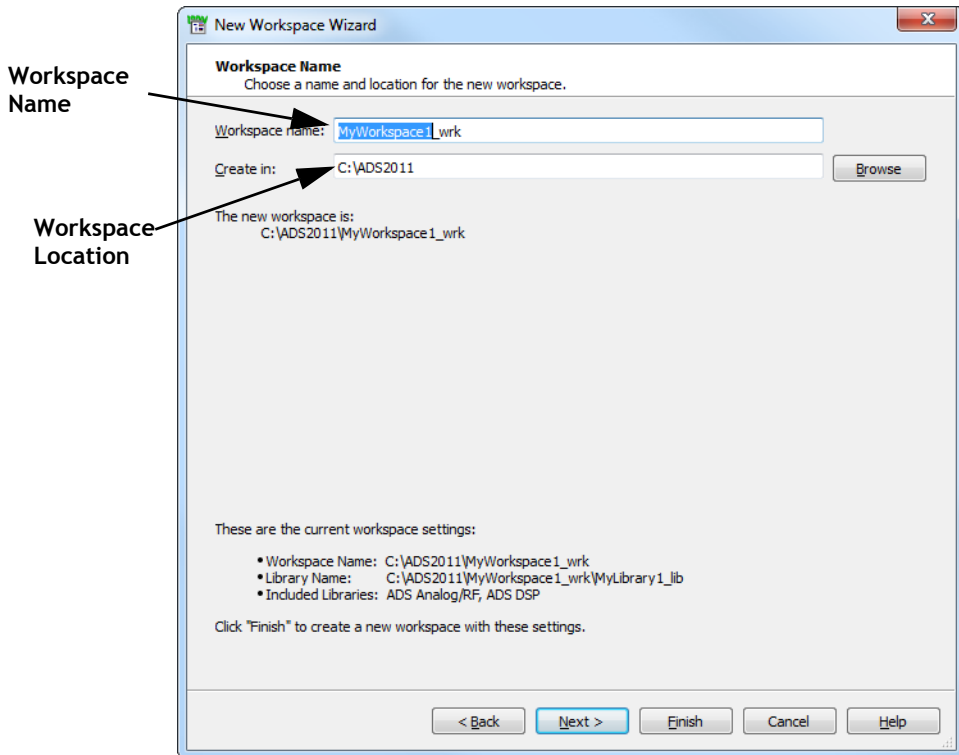 New Workspace Wizard
Workspace Name
Choose a name and location for the new workspace.
Workspace
Name
Workspace name: MyWorkspace1_wrk
Create in: C:\ADS2011 Browse
Workspace
Location
The new workspace is:
C:\ADS2011\MyWorkspace1_wrk
These are the current workspace settings:
• Workspace Name: C:\ADS2011\MyWorkspace1_wrk
• Library Name: C:\ADS2011\MyWorkspace1_wrk\MyLibrary1_lib
• Included Libraries: ADS Analog/RF, ADS DSP
Click "Finish" to create a new workspace with these settings.
< Back Next > Finish Cancel Help